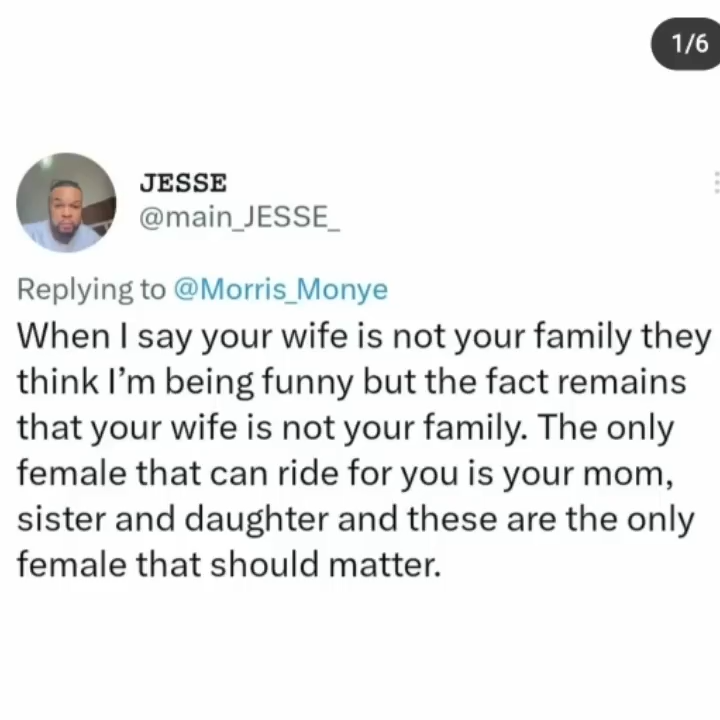 1/6
JESSE
@main_JESSE_
Replying to @Morris_Monye
When I say your wife is not your family they
think I’m being funny but the fact remains
that your wife is not your family. The only
female that can ride for you is your mom,
sister and daughter and these are the only
female that should matter.